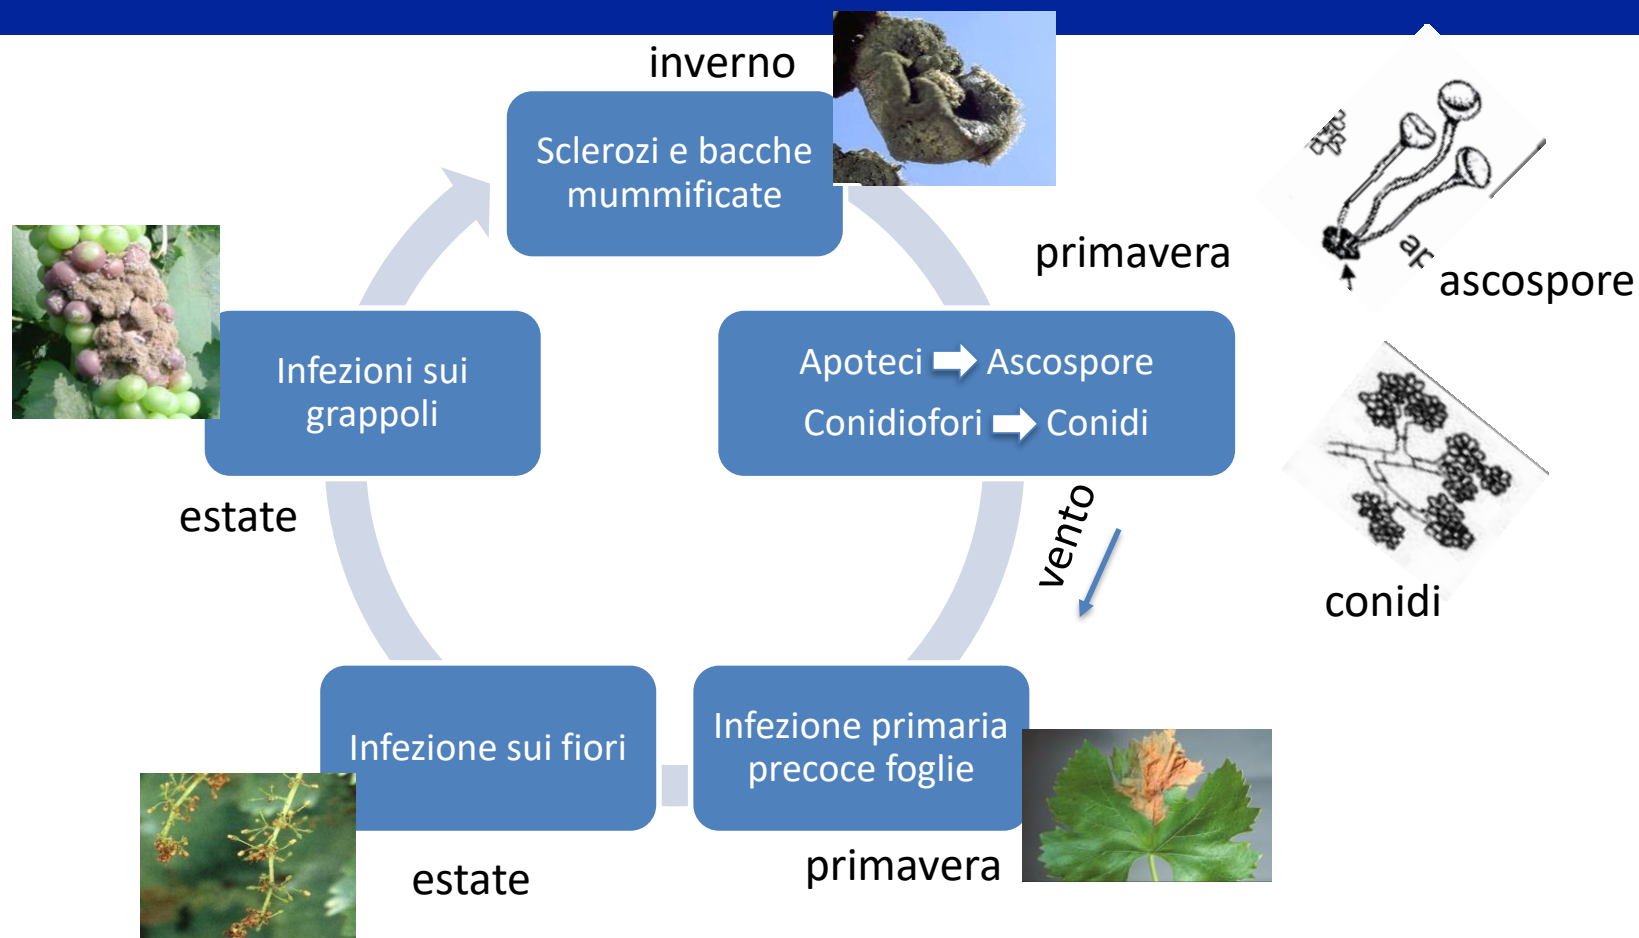 inverno
Sclerozi e bacche
mummificate
primavera
ascospore
Apoteci Ascospore
Conidiofori Conidi
conidi
vento
Infezione primaria
precoce foglie
primavera
Infezione sui fiori
estate
Infezioni sui
grappoli
estate